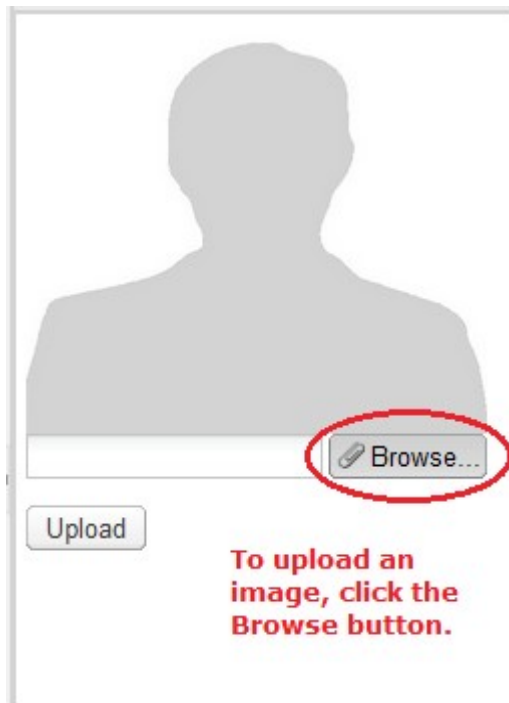 Browse...
Upload
To upload an
image, click the
Browse button.